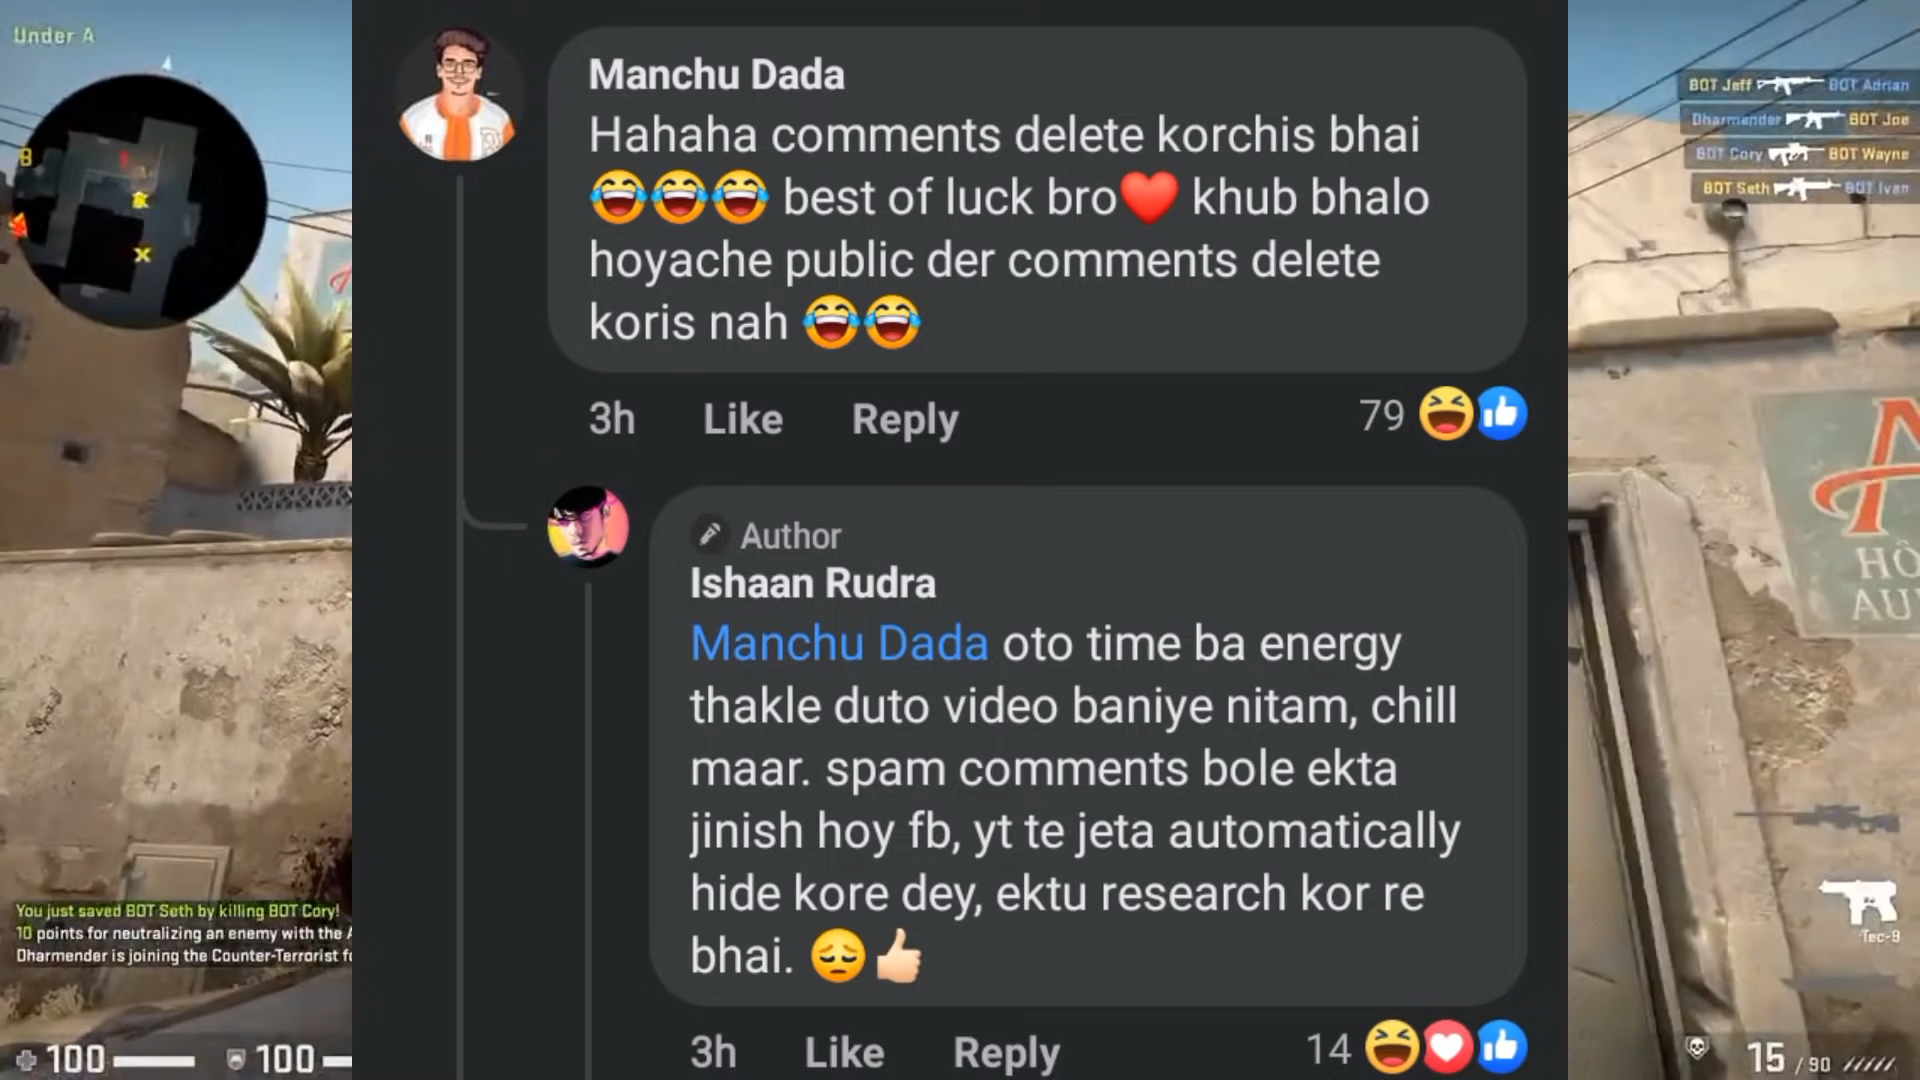 Under A
B
Manchu Dada
Hahaha comments delete korchis bhai
😂😂😂 best of luck bro❤️ khub bhalo
hoyache public der comments delete
koris nah 😂😂
3h Like Reply 79
Author
Ishaan Rudra
Manchu Dada oto time ba energy
thakle duto video baniye nitam, chill
maar. spam comments bole ekta
jinish hoy fb, yt te jeta automatically
hide kore dey, ektu research kor re
bhai. 😔👍🏻
3h Like Reply 14
BOT Jeff BOT Adrian
Dharmender BOT Joe
BOT Cory BOT Wayne
BOT Seth BOT Ivan
HÔ
AU
Tec-9
You just saved BOT Seth by killing BOT Cory!
10 points for neutralizing an enemy with the
Dharmender is joining the Counter-Terrorist
100 100
15 / 90